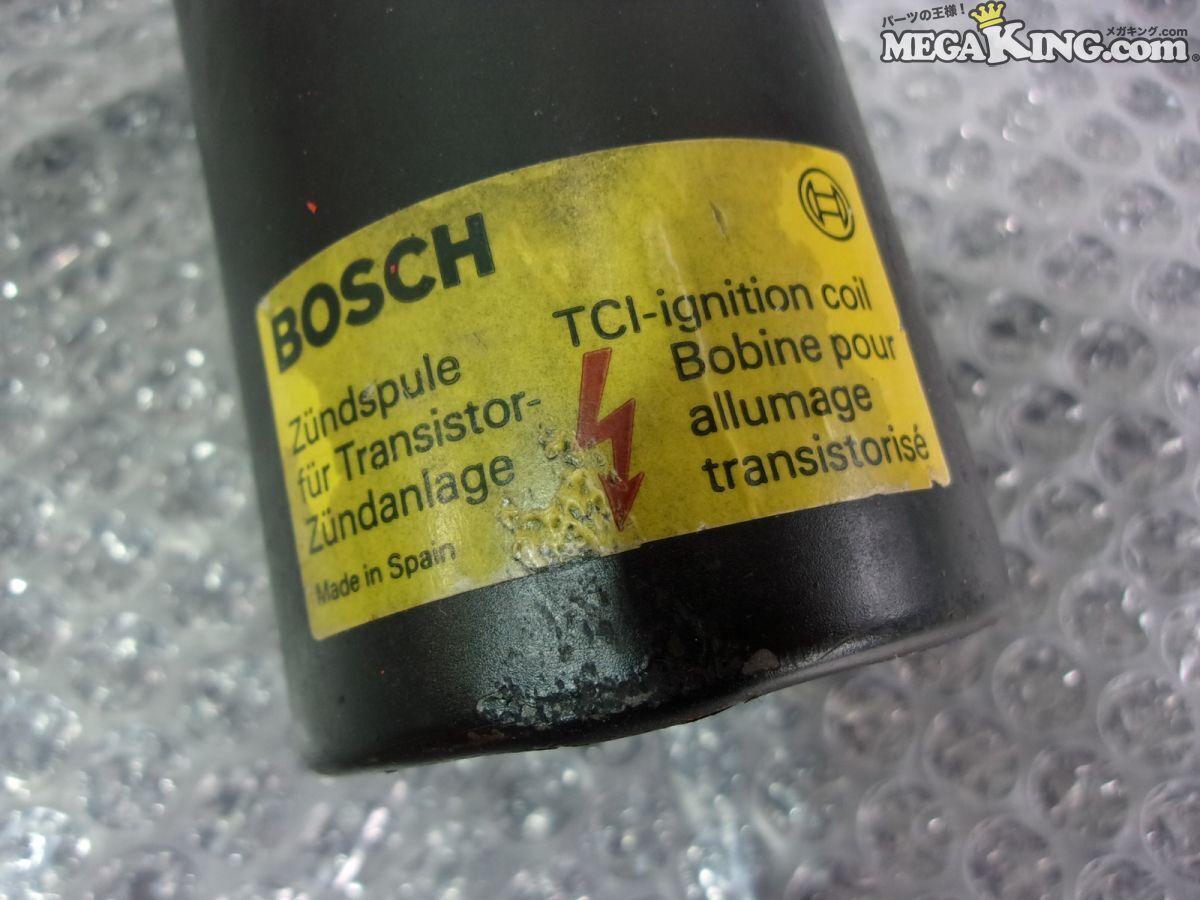 パーツの王様！
メガキング.com
MEGAKING.com®
BOSCH
Zündspule
für Transistor-
Zündanlage
Made in Spain
TCI-ignition coil
Bobine pour
allumage
transistorisé